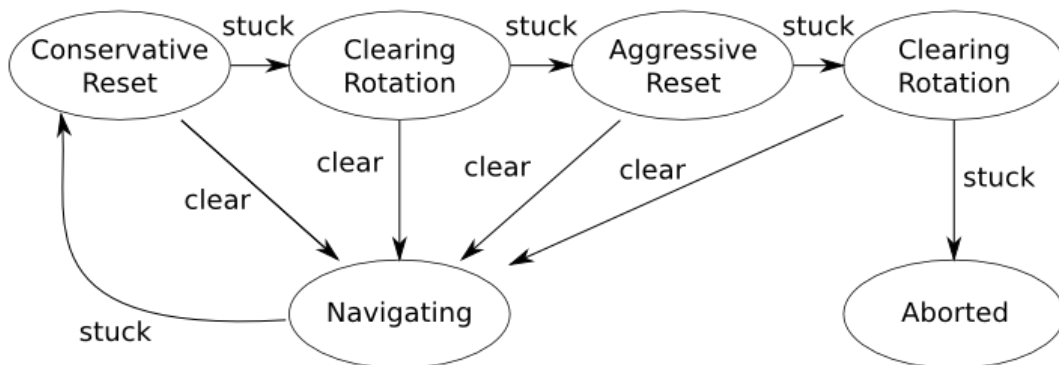 stuck
stuck
stuck
Conservative
Reset
Clearing
Rotation
Aggressive
Reset
Clearing
Rotation
clear
clear
clear
clear
stuck
Navigating
Aborted
stuck